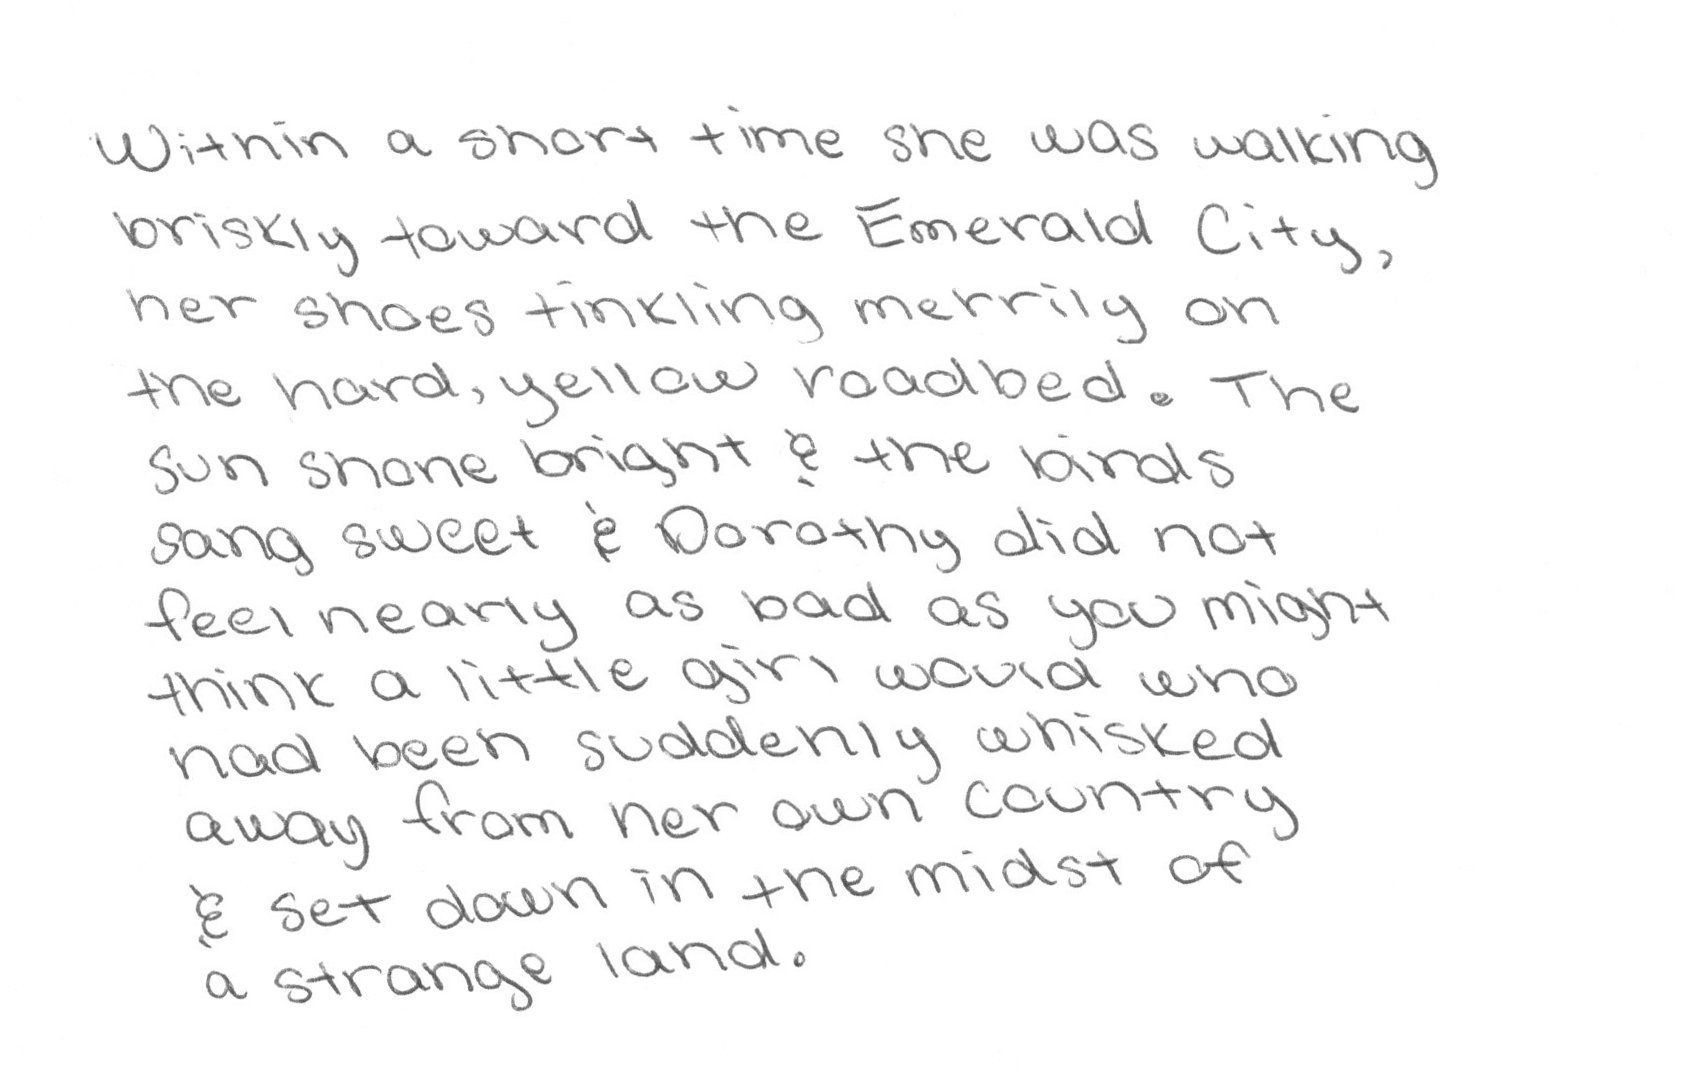 Within a short time she was walking
briskly toward the Emerald City,
her shoes tinkling merrily on
the hard, yellow roadbed. The
sun shone bright & the birds
sang sweet & Dorothy did not
feel nearly as bad as you might
think a little girl would who
had been suddenly whisked
away from her own country
& set down in the midst of
a strange land.